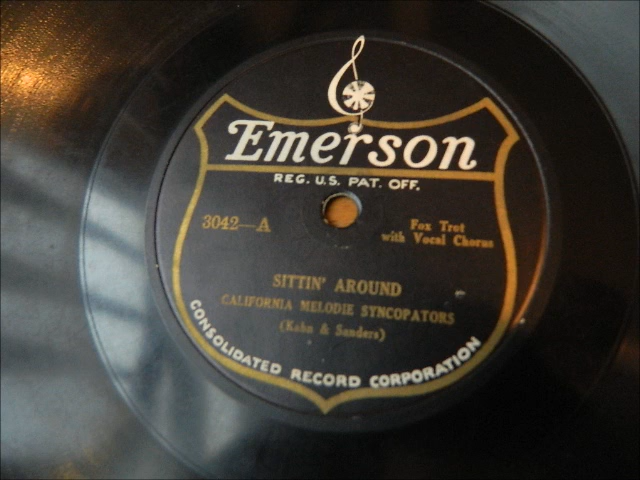 Emerson
REG. U.S. PAT. OFF.
3042—A
Fox Trot
with Vocal Chorus
SITTIN' AROUND
CALIFORNIA MELODIE SYNCOPATORS
(Kahn & Sanders)
CONSOLIDATED RECORD CORPORATION